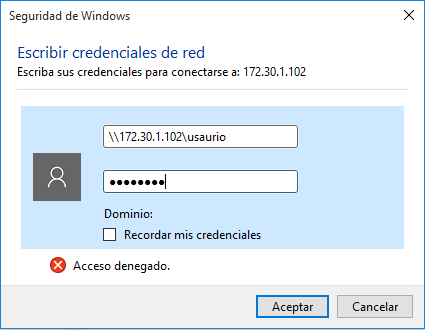 Seguridad de Windows
Escribir credenciales de red
Escriba sus credenciales para conectarse a: 172.30.1.102
\\172.30.1.102\usaurio
●●●●●●●●
Dominio:
Recordar mis credenciales
Acceso denegado.
Aceptar
Cancelar